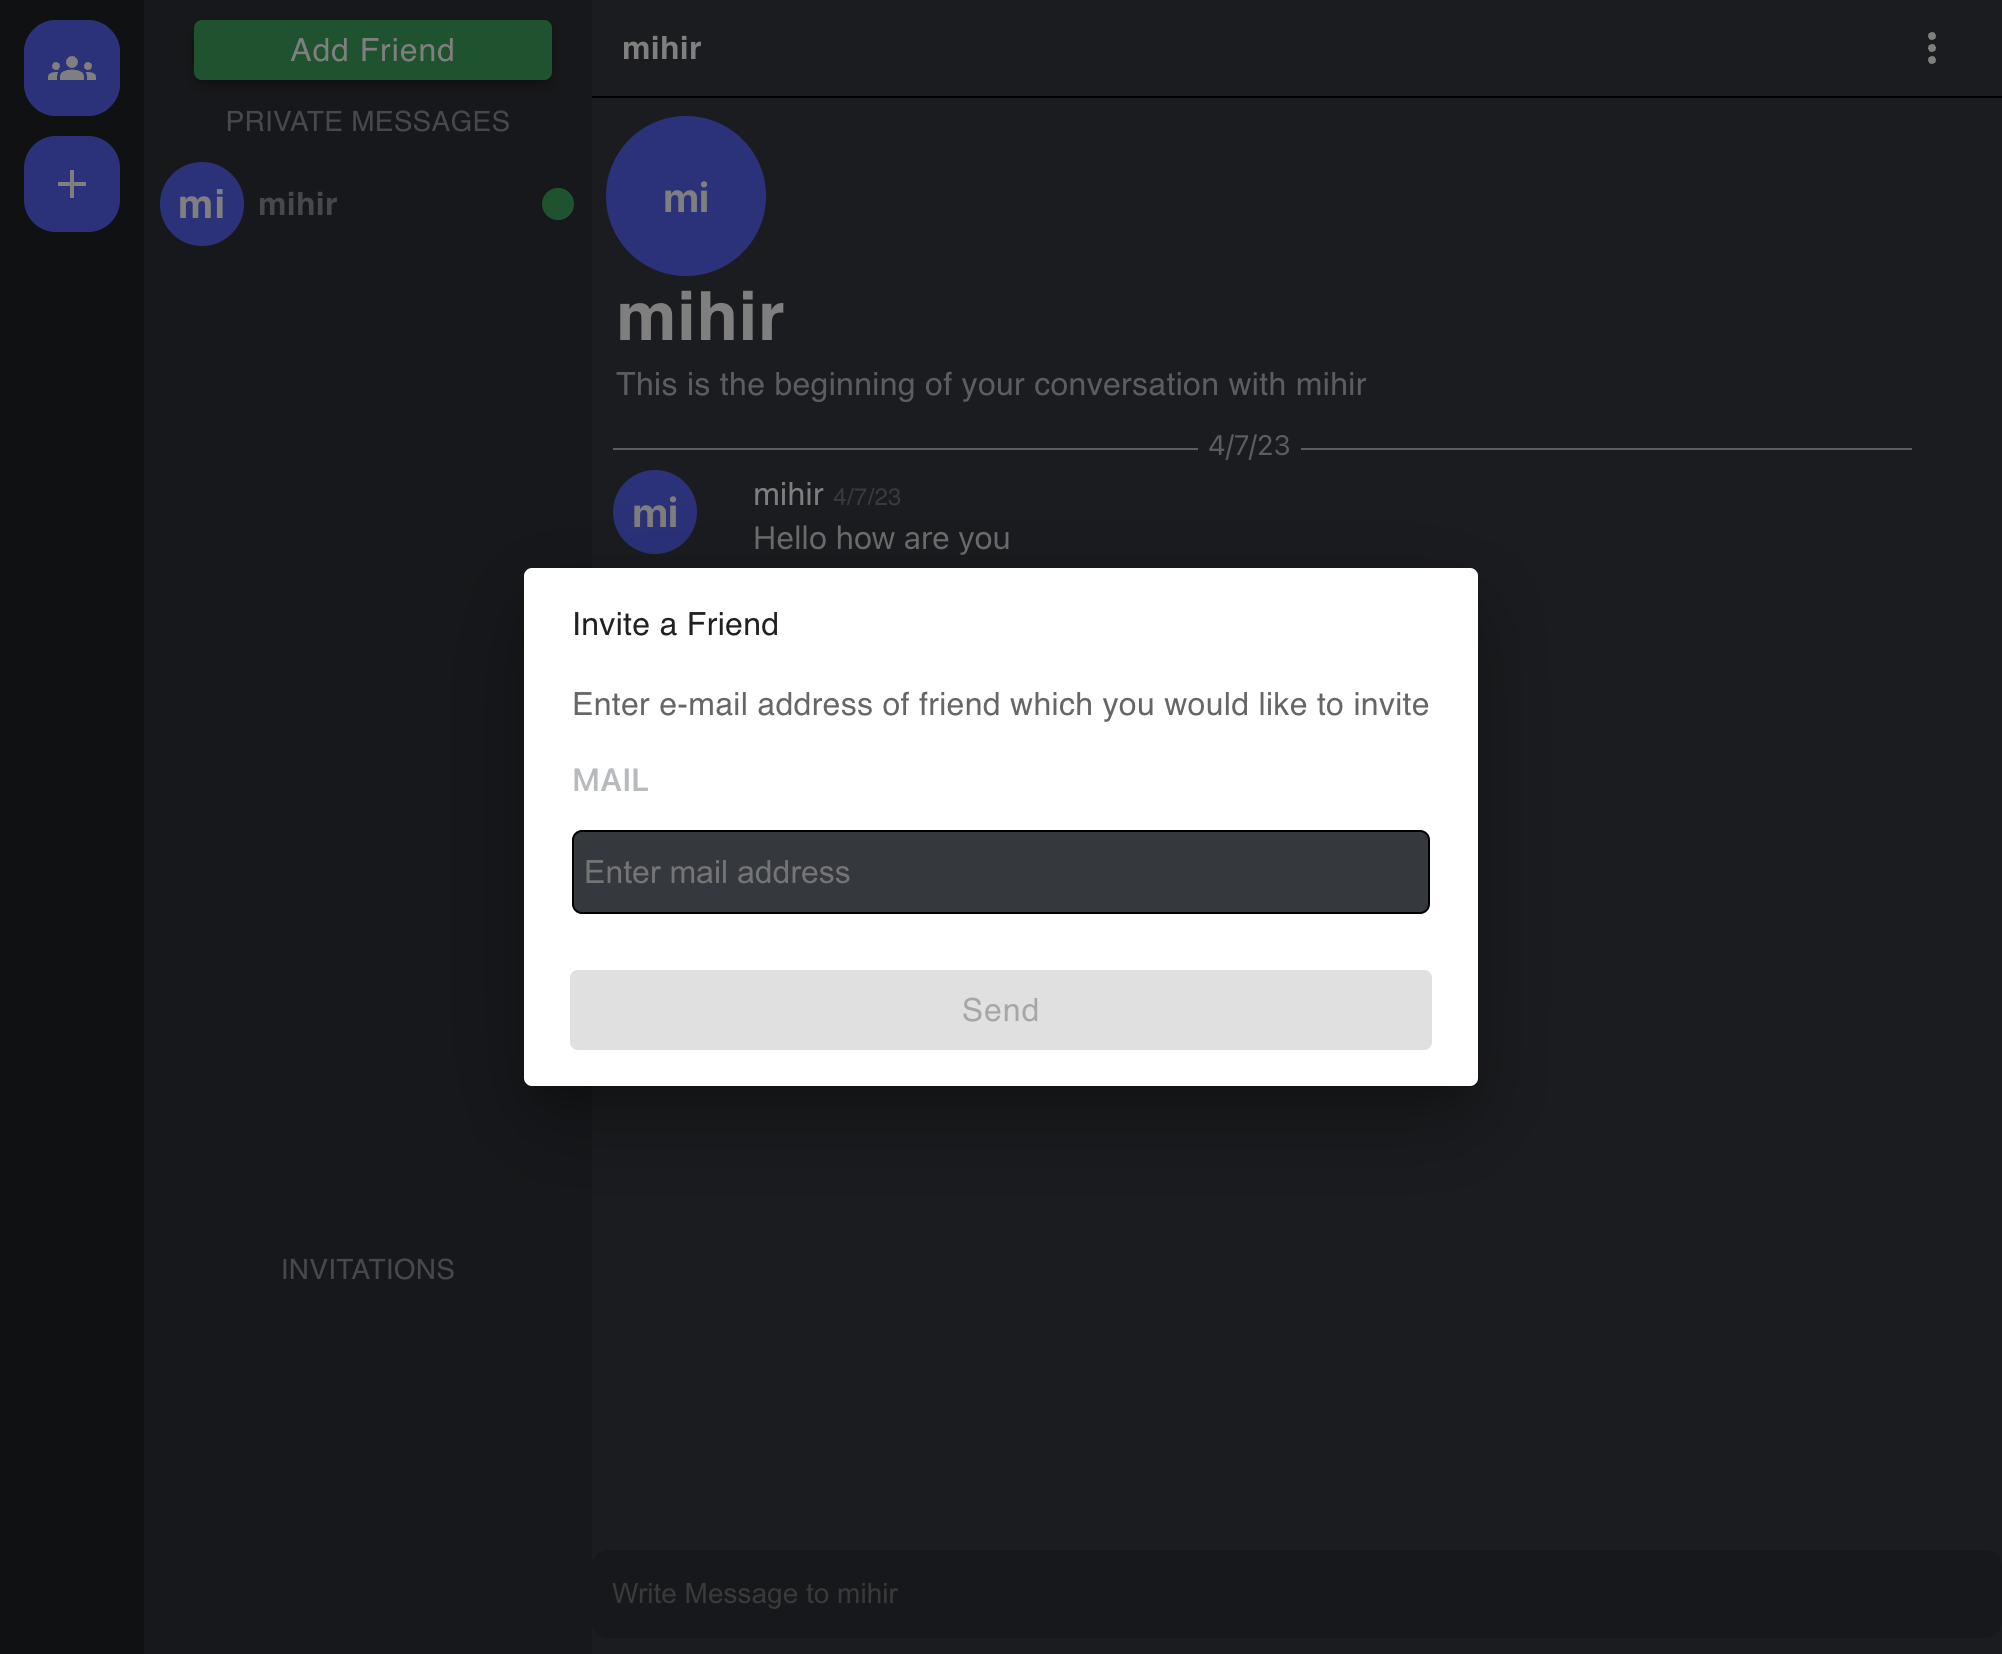 Add Friend
PRIVATE MESSAGES
mi mihir
INVITATIONS
mihir
mi
mihir
This is the beginning of your conversation with mihir
4/7/23
mi mihir 4/7/23
Hello how are you
Invite a Friend
Enter e-mail address of friend which you would like to invite
MAIL
Enter mail address
Send
Write Message to mihir